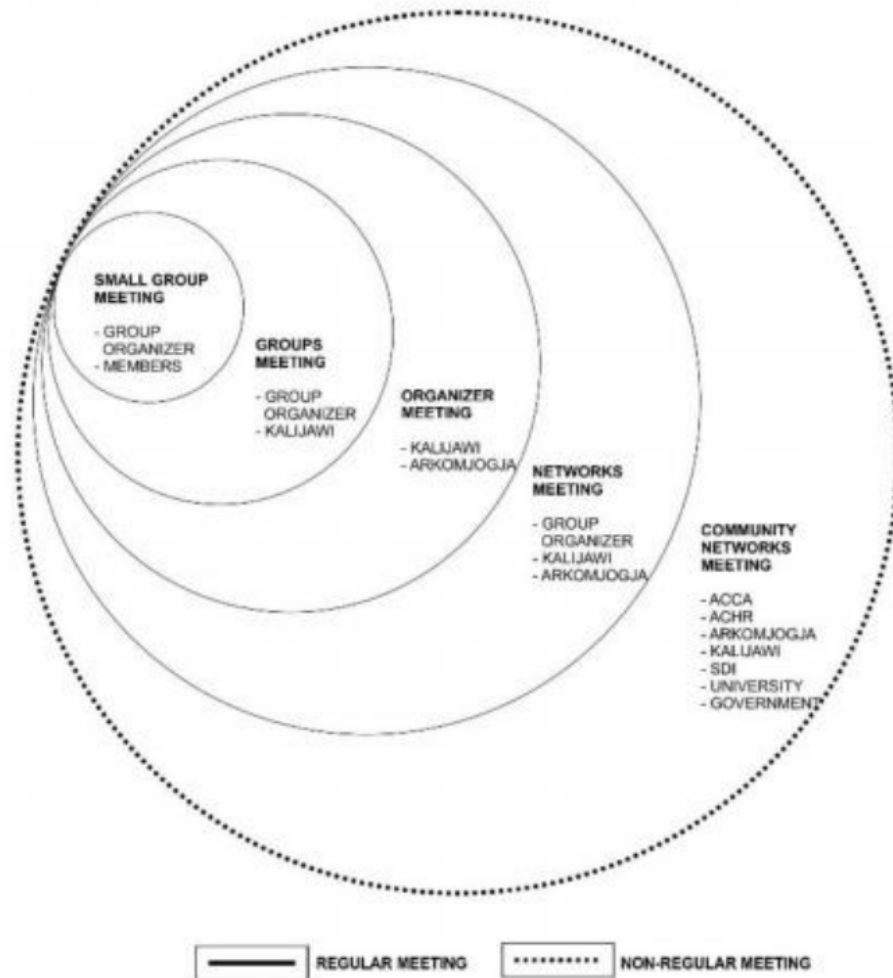 SMALL GROUP
MEETING
- GROUP
ORGANIZER
- MEMBERS
GROUPS
MEETING
- GROUP
ORGANIZER
- KALIJAWI
ORGANIZER
MEETING
- KALIJAWI
- ARKOMJOGJA
NETWORKS
MEETING
- GROUP
ORGANIZER
- KALIJAWI
- ARKOMJOGJA
COMMUNITY
NETWORKS
MEETING
- ACCA
- ACHR
- ARKOMJOGJA
- KALIJAWI
- SDI
- UNIVERSITY
- GOVERNMENT
REGULAR MEETING
NON-REGULAR MEETING